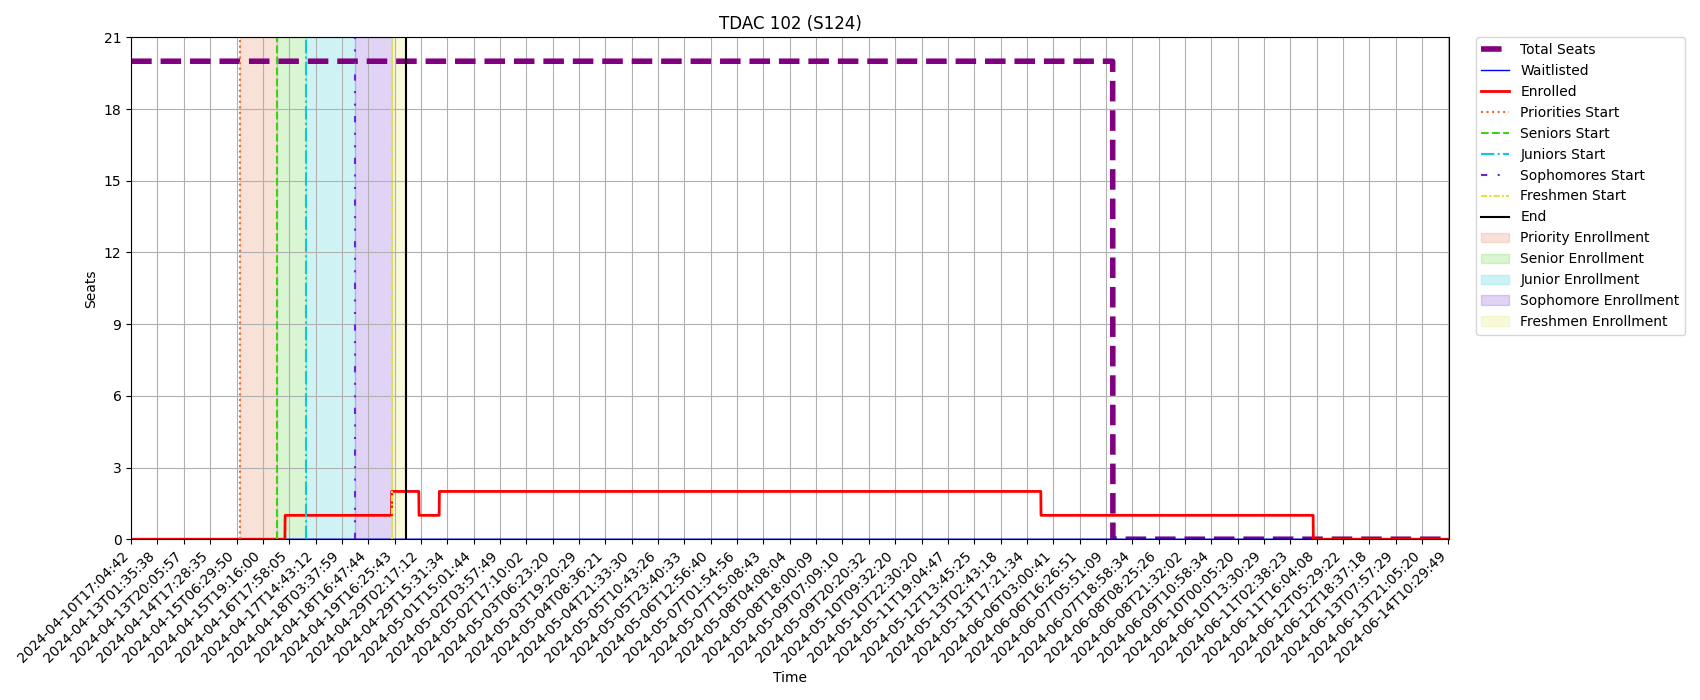 TDAC 102 (S124)
21
18
15
12
9
6
3
0
Seats
2024-04-10T17:04:42
2024-04-13T01:35:38
2024-04-13T20:05:57
2024-04-14T17:28:35
2024-04-15T06:29:50
2024-04-15T19:16:00
2024-04-16T17:58:05
2024-04-17T14:43:12
2024-04-18T03:37:59
2024-04-18T16:47:44
2024-04-19T16:25:43
2024-04-29T02:17:12
2024-04-29T15:31:34
2024-05-01T15:01:44
2024-05-02T03:57:49
2024-05-02T17:10:02
2024-05-03T06:23:20
2024-05-03T19:20:29
2024-05-04T08:36:21
2024-05-04T21:33:30
2024-05-05T10:43:26
2024-05-05T23:40:33
2024-05-06T12:56:40
2024-05-07T01:54:56
2024-05-07T15:08:43
2024-05-08T04:08:04
2024-05-08T18:00:09
2024-05-09T07:09:10
2024-05-09T20:20:32
2024-05-10T09:32:20
2024-05-10T22:30:20
2024-05-11T19:04:47
2024-05-12T13:45:25
2024-05-13T02:43:18
2024-05-13T17:21:34
2024-06-06T03:00:41
2024-06-06T16:26:51
2024-06-07T05:51:09
2024-06-07T18:58:34
2024-06-08T08:25:26
2024-06-08T21:32:02
2024-06-09T10:58:34
2024-06-10T00:05:20
2024-06-10T13:30:29
2024-06-11T02:38:23
2024-06-11T16:04:08
2024-06-12T05:29:22
2024-06-12T18:37:18
2024-06-13T07:57:29
2024-06-13T21:05:20
2024-06-14T10:29:49
Time
Total Seats
Waitlisted
Enrolled
Priorities Start
Seniors Start
Juniors Start
Sophomores Start
Freshmen Start
End
Priority Enrollment
Senior Enrollment
Junior Enrollment
Sophomore Enrollment
Freshmen Enrollment